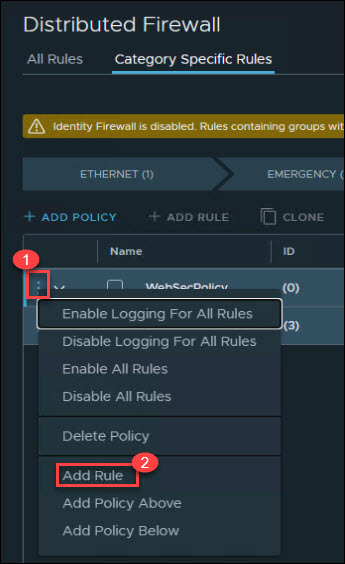 Distributed Firewall
All Rules Category Specific Rules
Identity Firewall is disabled. Rules containing groups wit
ETHERNET (1) EMERGENCY (
+ ADD POLICY + ADD RULE CLONE
Name ID
1
WebSecPolicy (0)
Enable Logging For All Rules
(3)
Disable Logging For All Rules
Enable All Rules
Disable All Rules
Delete Policy
2
Add Rule
Add Policy Above
Add Policy Below